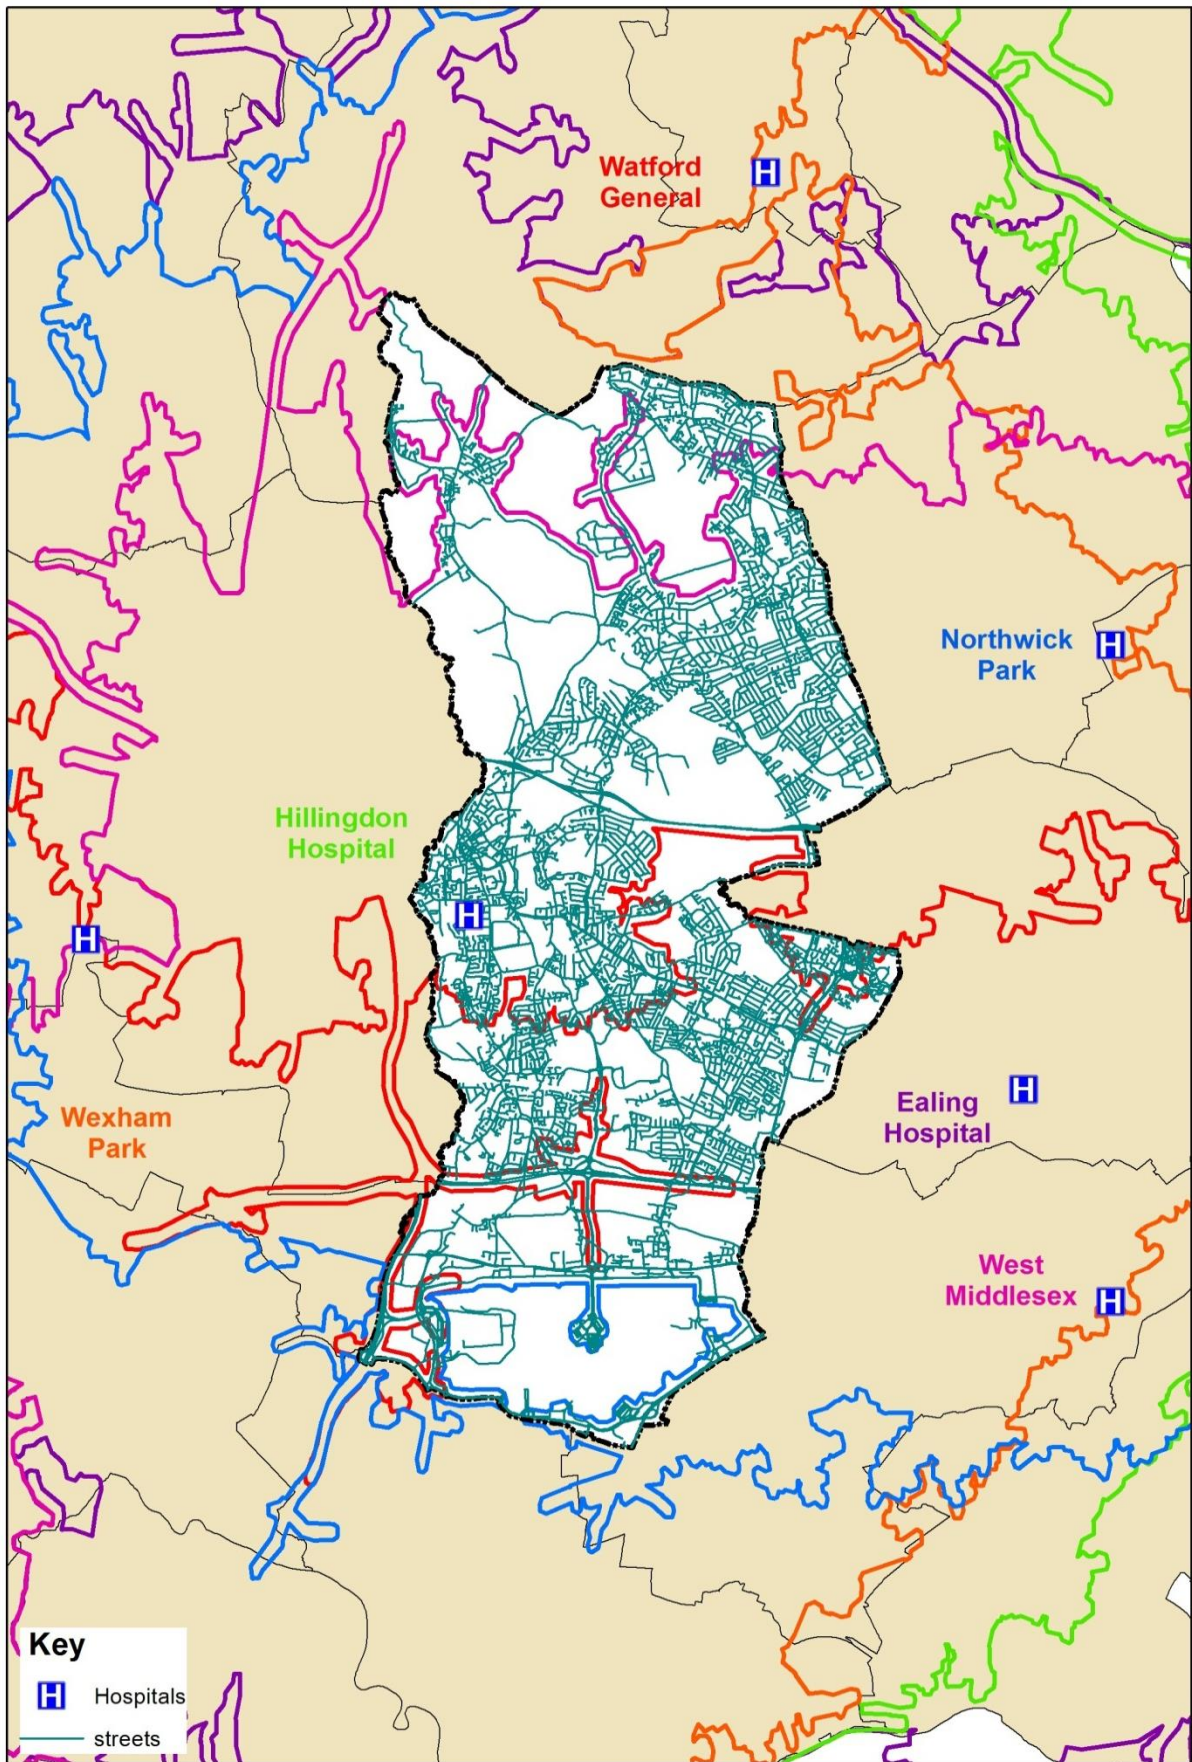 Watford
General
H
Northwick
Park
H
Hillingdon
Hospital
H
H
Wexham
Park
Ealing
Hospital
H
West
Middlesex
H
Key
H Hospitals
streets